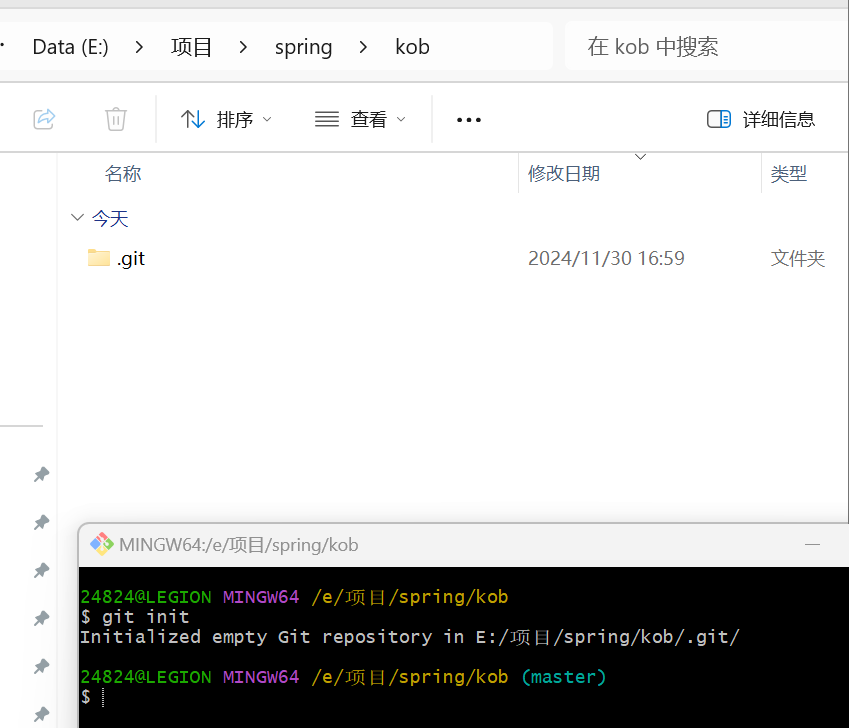 Data (E:) > 项目 > spring > kob 在 kob 中搜索
排序 查看 ••• 详细信息
名称 修改日期 类型
今天
.git 2024/11/30 16:59 文件夹
MINGW64:/e/项目/spring/kob
24824@LEGION MINGW64 /e/项目/spring/kob
$ git init
Initialized empty Git repository in E:/项目/spring/kob/.git/
24824@LEGION MINGW64 /e/项目/spring/kob (master)
$